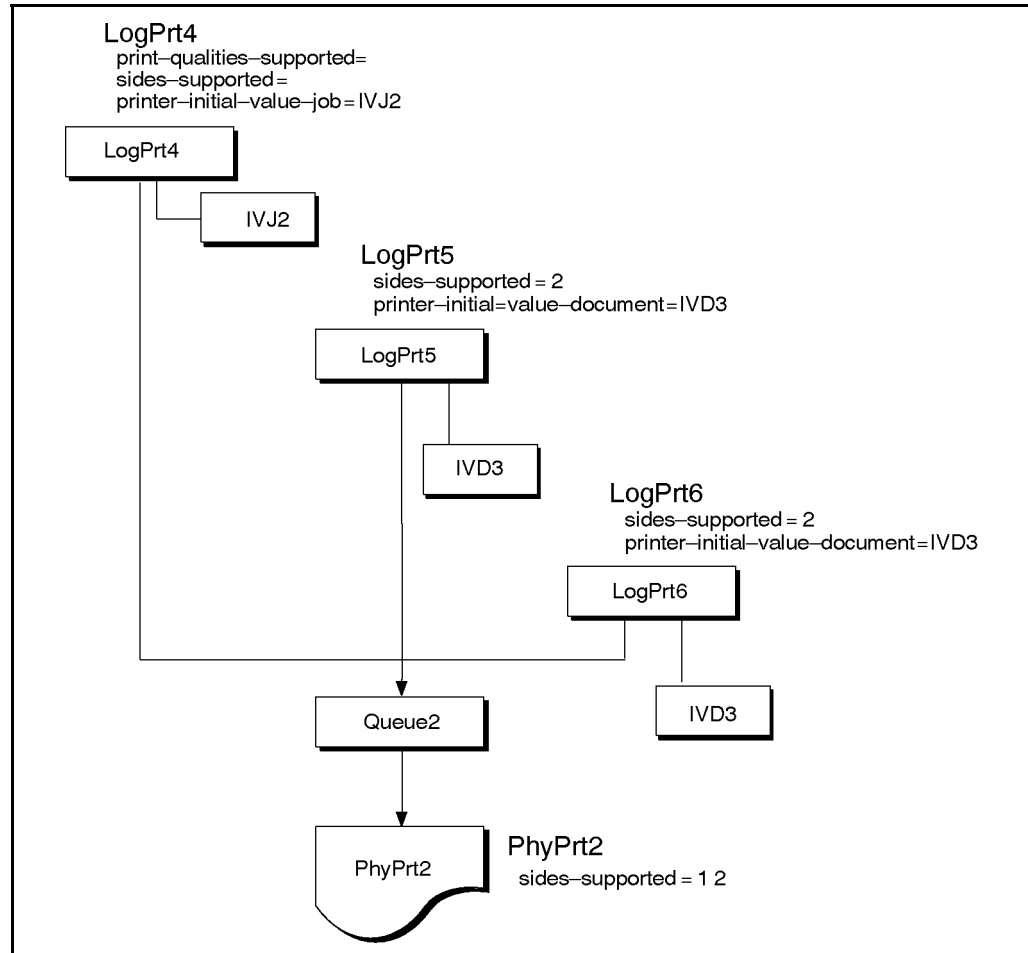 LogPrt4
print–qualities–supported=
sides–supported=
printer–initial–value–job=IVJ2
LogPrt4
IVJ2
LogPrt5
sides–supported = 2
printer–initial=value–document=IVD3
LogPrt5
IVD3
LogPrt6
sides–supported = 2
printer–initial–value–document=IVD3
LogPrt6
IVD3
Queue2
PhyPrt2
PhyPrt2
sides–supported = 1 2